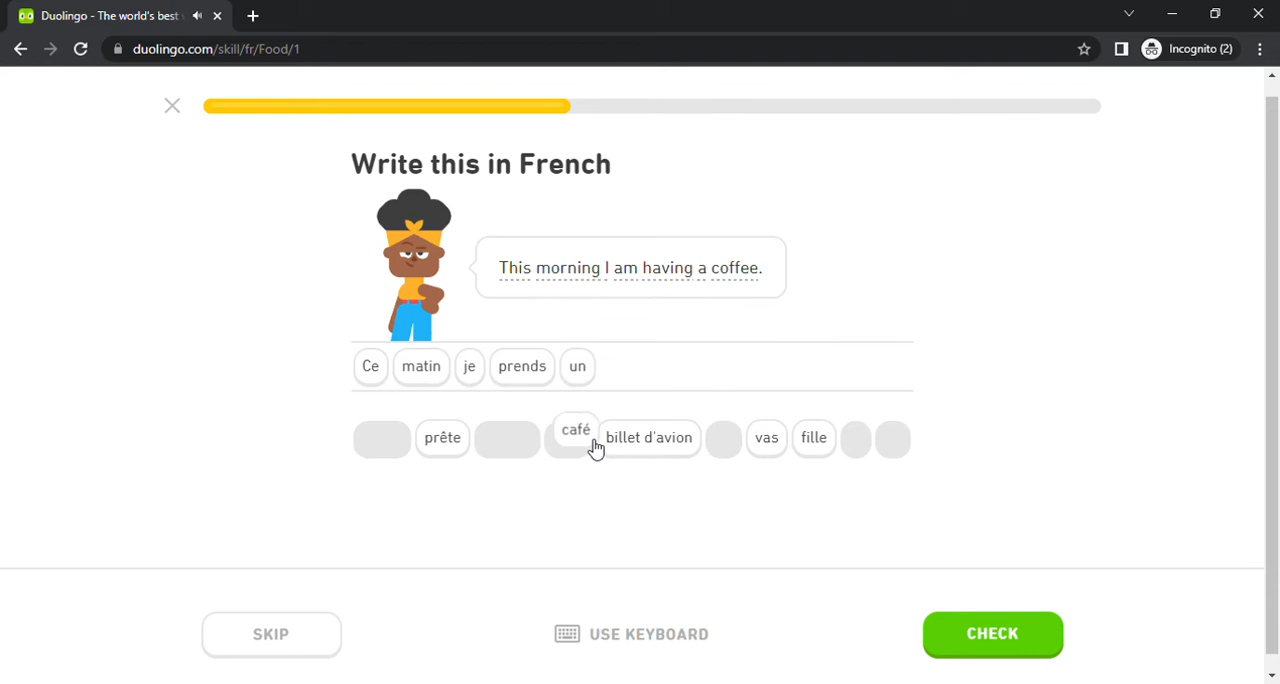 Duolingo - The world's best
duolingo.com/skill/fr/Food/1
Incognito (2)
Write this in French
This morning I am having a coffee.
Ce matin je prends un
prête café billet d'avion vas fille
SKIP USE KEYBOARD CHECK